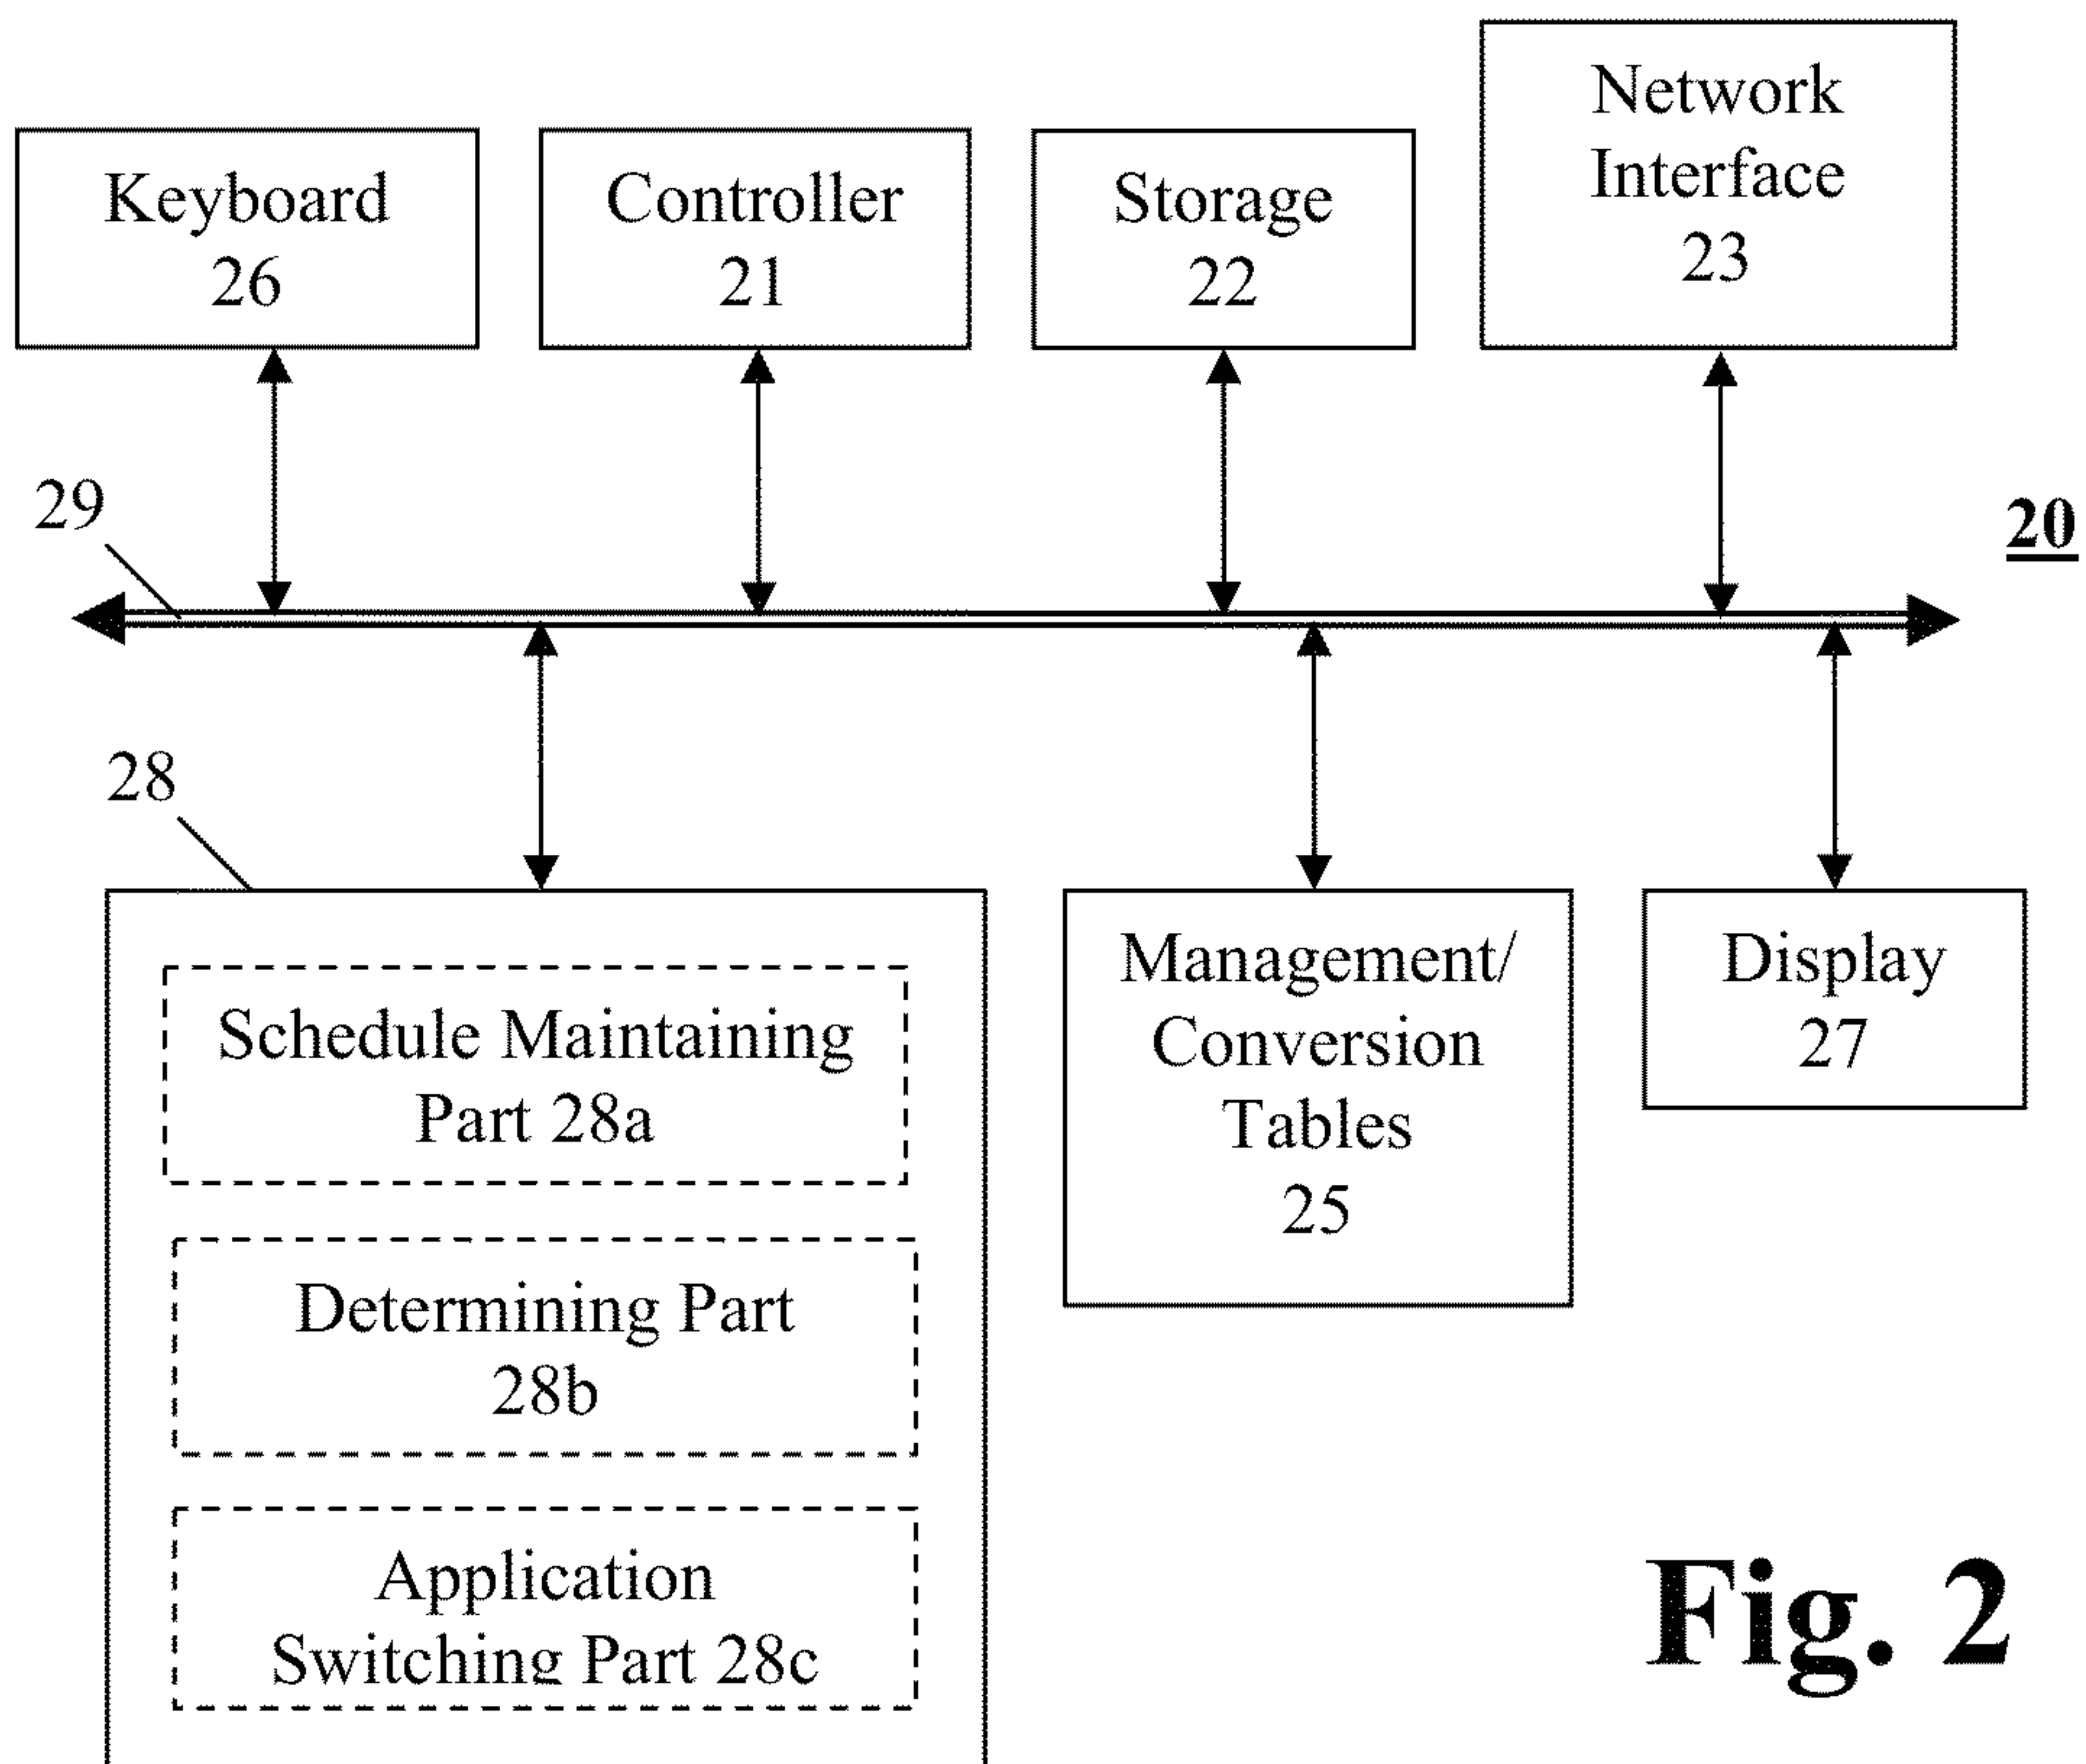 Keyboard
26
Controller
21
Storage
22
Network
Interface
23
29
20
28
Schedule Maintaining
Part 28a
Determining Part
28b
Application
Switching Part 28c
Management/
Conversion
Tables
25
Display
27
Fig. 2